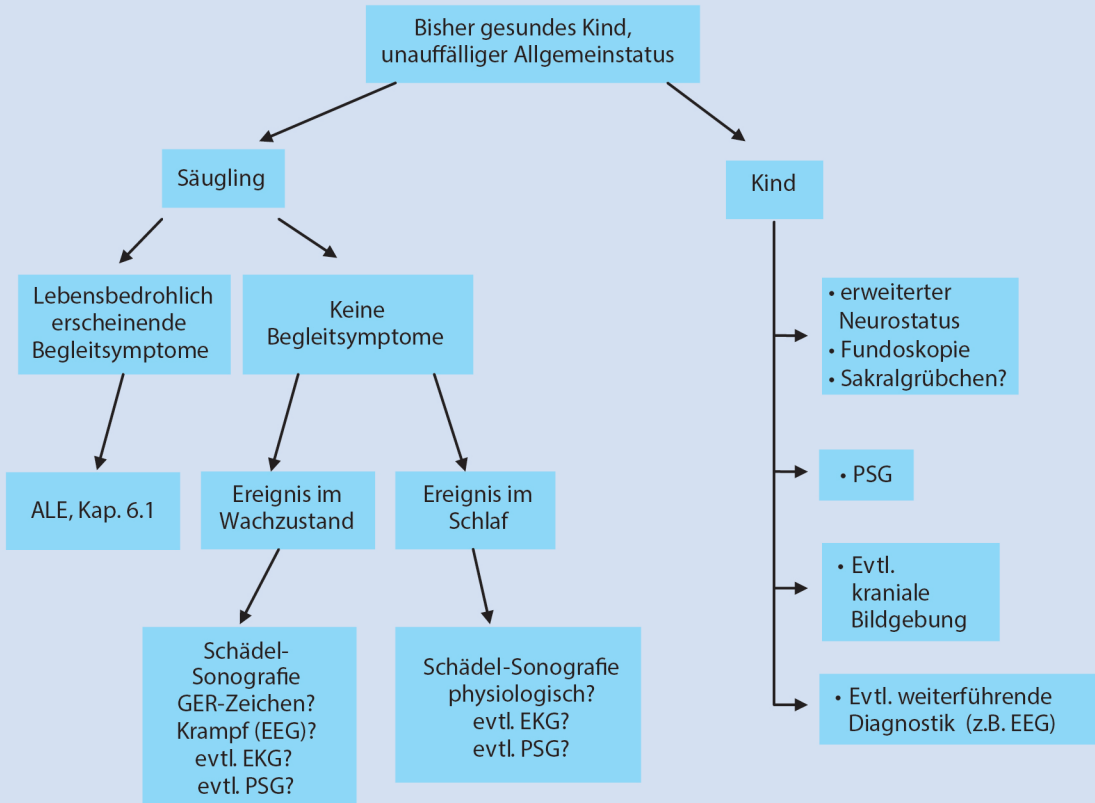 Bisher gesundes Kind,
unauffälliger Allgemeinstatus
Säugling
Kind
Lebensbedrohlich
erscheinende
Begleitsymptome
Keine
Begleitsymptome
• erweiterter
Neurostatus
• Fundoskopie
• Sakralgrübchen?
• PSG
ALE, Kap. 6.1
Ereignis im
Wachzustand
Ereignis im
Schlaf
• Evtl.
kraniale
Bildgebung
Schädel-
Sonografie
GER-Zeichen?
Krampf (EEG)?
evtl. EKG?
evtl. PSG?
Schädel-Sonografie
physiologisch?
evtl. EKG?
evtl. PSG?
• Evtl. weiterführende
Diagnostik (z.B. EEG)